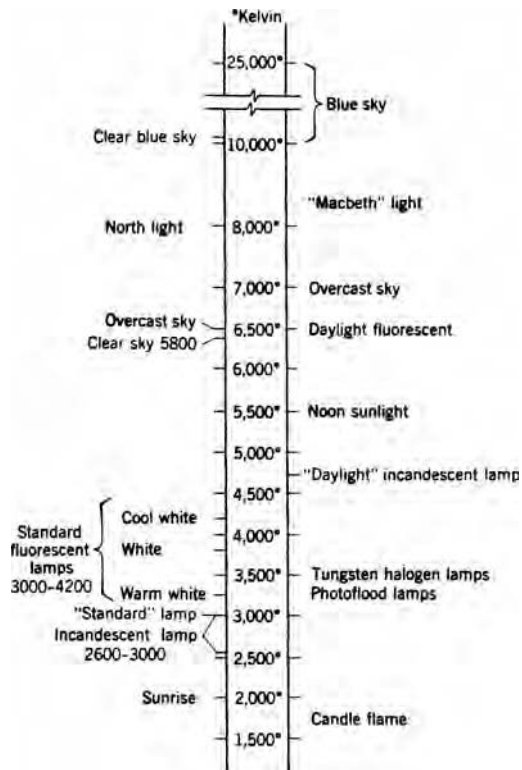 °Kelvin
25,000°
Blue sky
Clear blue sky
10,000°
"Macbeth" light
North light
8,000°
7,000°
Overcast sky
Overcast sky
6,500°
Daylight fluorescent
Clear sky 5800
6,000°
5,500°
Noon sunlight
5,000°
"Daylight" incandescent lamp
4,500°
Cool white
4,000°
Standard
fluorescent
lamps
3000-4200
White
3,500°
Tungsten halogen lamps
Photoflood lamps
Warm white
"Standard" lamp
3,000°
Incandescent lamp
2600-3000
2,500°
Sunrise
2,000°
Candle flame
1,500°